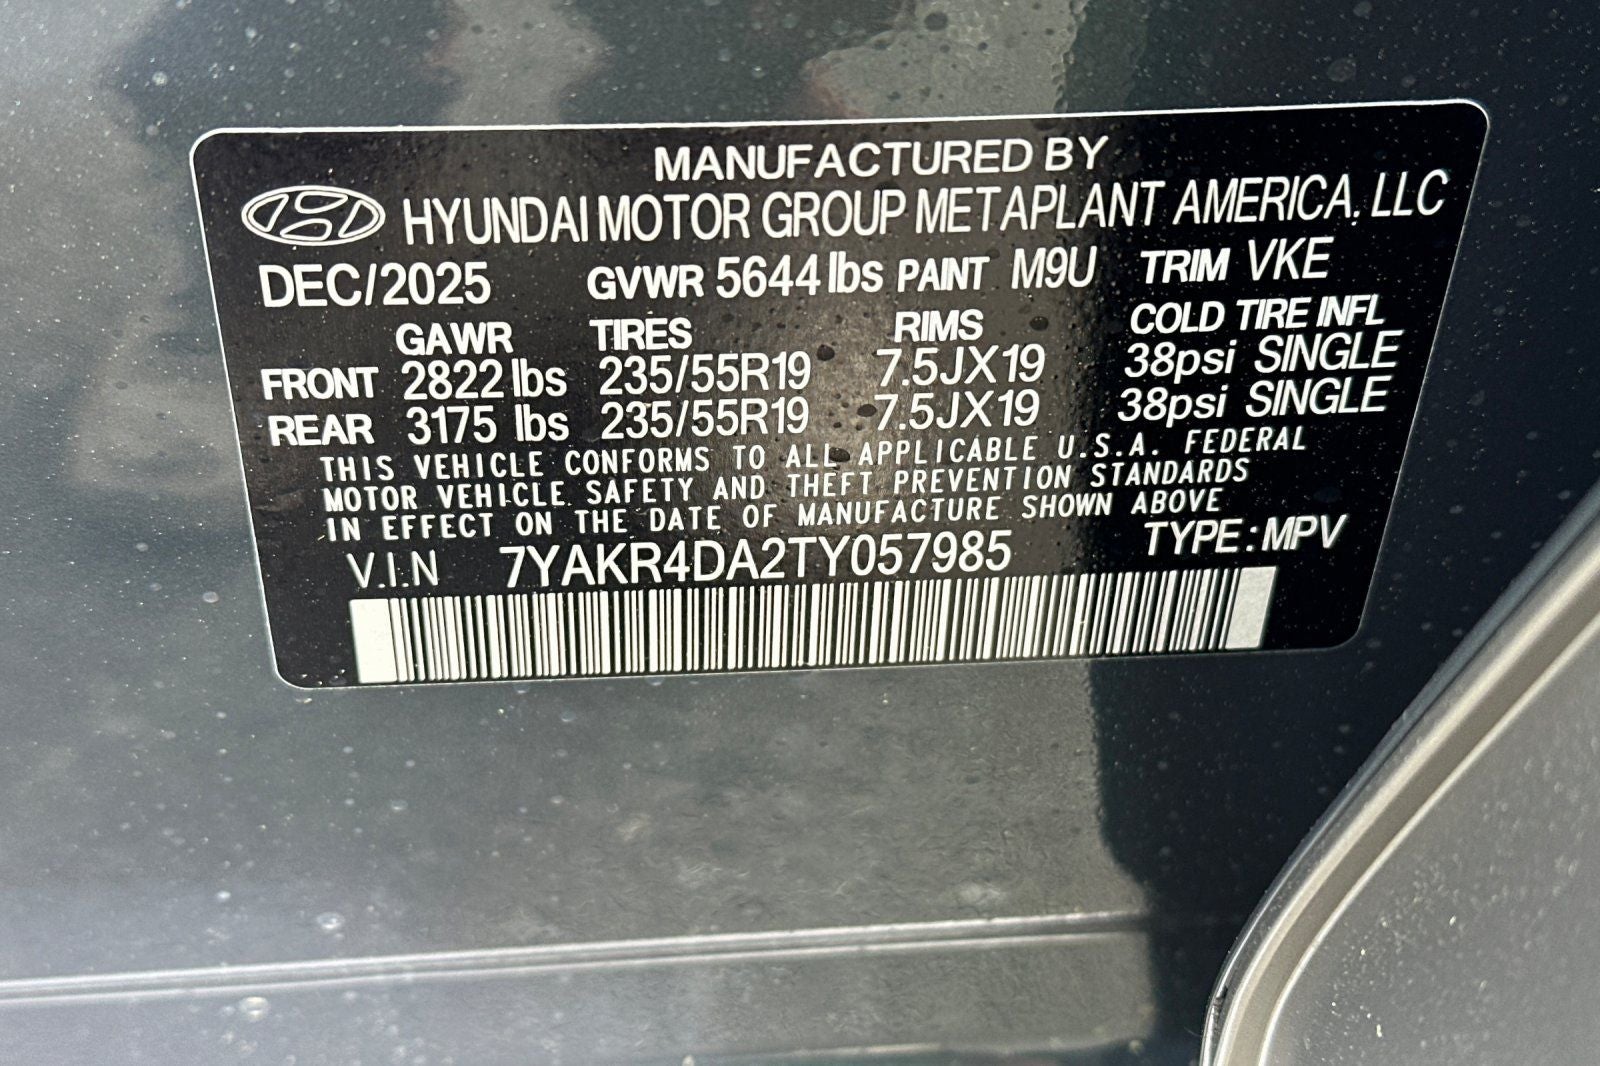 MANUFACTURED BY
HYUNDAI MOTOR GROUP METAPLANT AMERICA, LLC
DEC/2025 GVWR 5644 lbs PAINT M9U TRIM VKE
GAWR TIRES RIMS COLD TIRE INFL
FRONT 2822 lbs 235/55R19 7.5JX19 38psi SINGLE
REAR 3175 lbs 235/55R19 7.5JX19 38psi SINGLE
THIS VEHICLE CONFORMS TO ALL APPLICABLE U.S.A. FEDERAL
MOTOR VEHICLE SAFETY AND THEFT PREVENTION STANDARDS
IN EFFECT ON THE DATE OF MANUFACTURE SHOWN ABOVE
V.I.N 7YAKR4DA2TY057985 TYPE:MPV